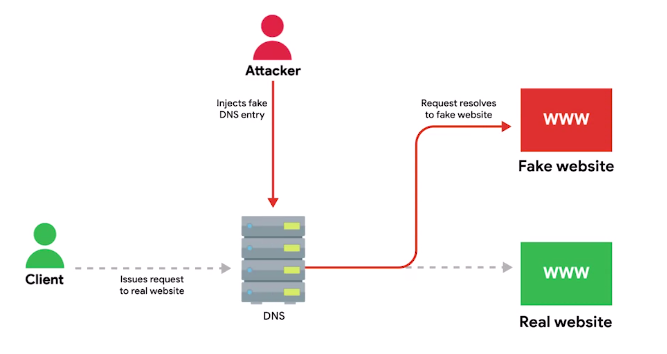 Attacker
Injects fake
DNS entry
Request resolves
to fake website
WWW
Fake website
Client
Issues request
to real website
DNS
WWW
Real website